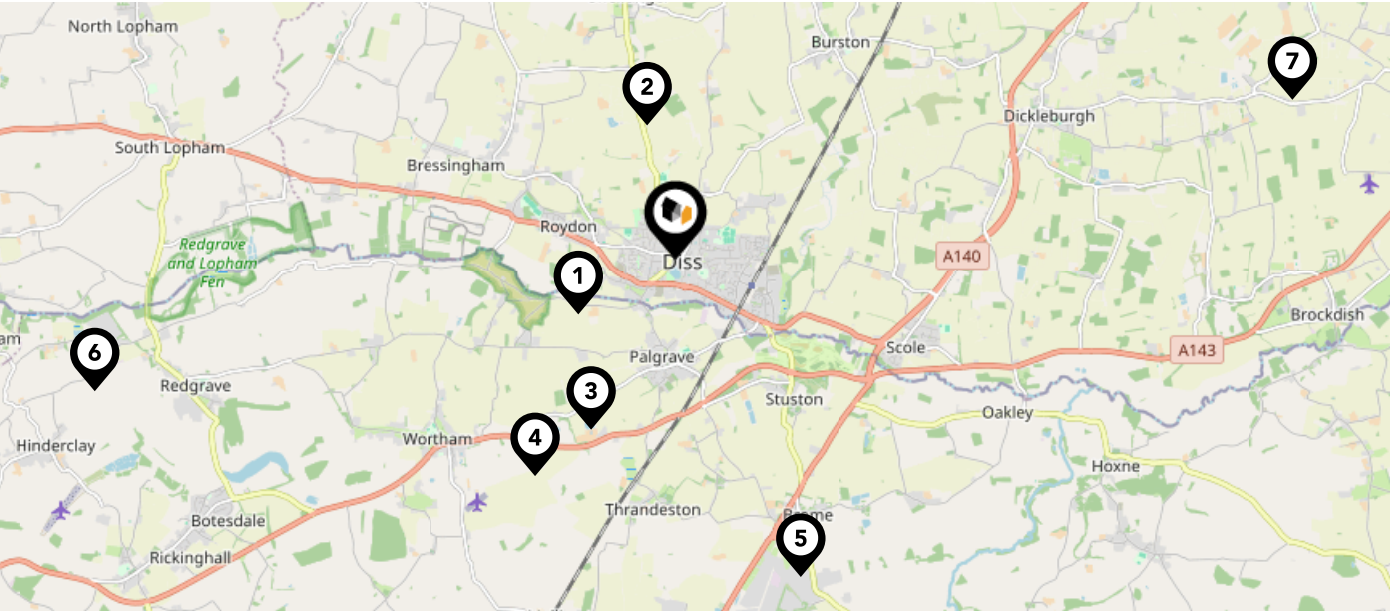 North Lopham
Burston
2
7
Dickleburgh
South Lopham
Bressingham
Roydon
Redgrave
and Lopham
Fen
A140
Diss
1
Brockdish
am
6
Scole
A143
Palgrave
Redgrave
3
Stuston
Oakley
Hinderclay
Wortham
4
Hoxne
Thrandeston
Botesdale
5
Rickinghall